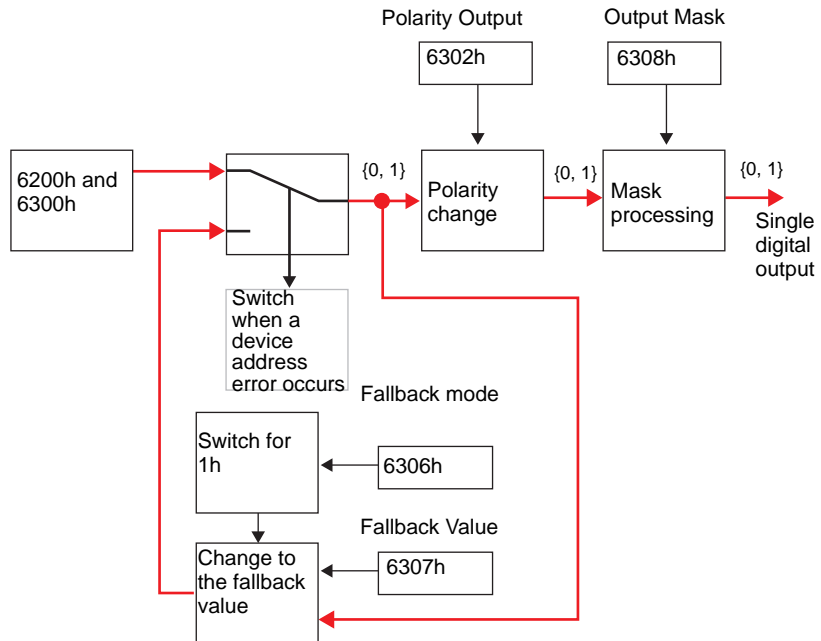 Polarity Output
Output Mask
6302h
6308h
6200h and
6300h
{0, 1}
Polarity
change
{0, 1}
Mask
processing
{0, 1}
Single
digital
output
Switch
when a
device
address
error occurs
Fallback mode
Switch for
1h
6306h
Fallback Value
Change to
the fallback
value
6307h